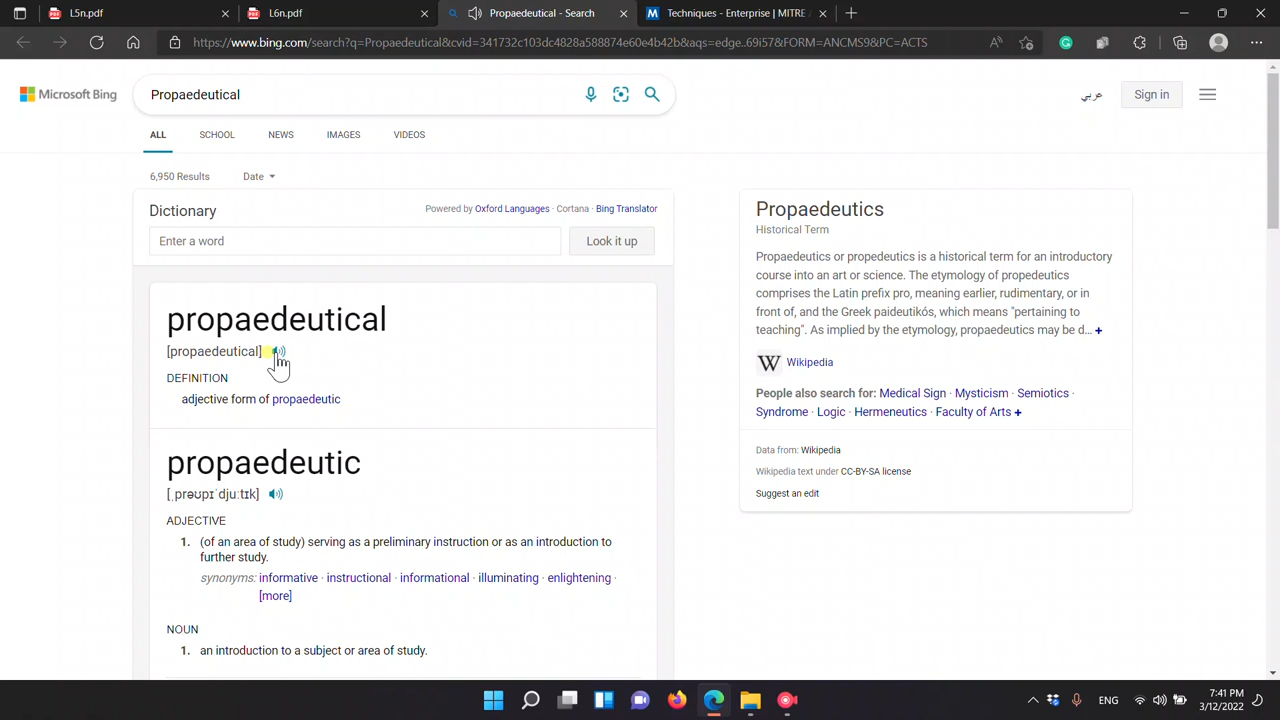 L5n.pdf
L6n.pdf
Propaedeutical - Search
Techniques - Enterprise | MITRE
https://www.bing.com/search?q=Propaedeutical&cvid=341732c103dc4828a588874e60e4b42b&aqs=edge..69i57&FORM=ANCMS9&PC=ACTS
Microsoft Bing
Propaedeutical
عربي
Sign in
ALL
SCHOOL
NEWS
IMAGES
VIDEOS
6,950 Results
Date
Dictionary
Powered by Oxford Languages · Cortana · Bing Translator
Enter a word
Look it up
propaedeutical
[propaedeutical]
DEFINITION
adjective form of propaedeutic
propaedeutic
[ˌprəʊpɪˈdjuːtɪk]
ADJECTIVE
1. (of an area of study) serving as a preliminary instruction or as an introduction to
further study.
synonyms: informative · instructional · informational · illuminating · enlightening ·
[more]
NOUN
1. an introduction to a subject or area of study.
Propaedeutics
Historical Term
Propaedeutics or propedeutics is a historical term for an introductory
course into an art or science. The etymology of propedeutics
comprises the Latin prefix pro, meaning earlier, rudimentary, or in
front of, and the Greek paideutikós, which means "pertaining to
teaching". As implied by the etymology, propaedeutics may be d... +
Wikipedia
People also search for: Medical Sign · Mysticism · Semiotics ·
Syndrome · Logic · Hermeneutics · Faculty of Arts +
Data from: Wikipedia
Wikipedia text under CC-BY-SA license
Suggest an edit
ENG
7:41 PM
3/12/2022